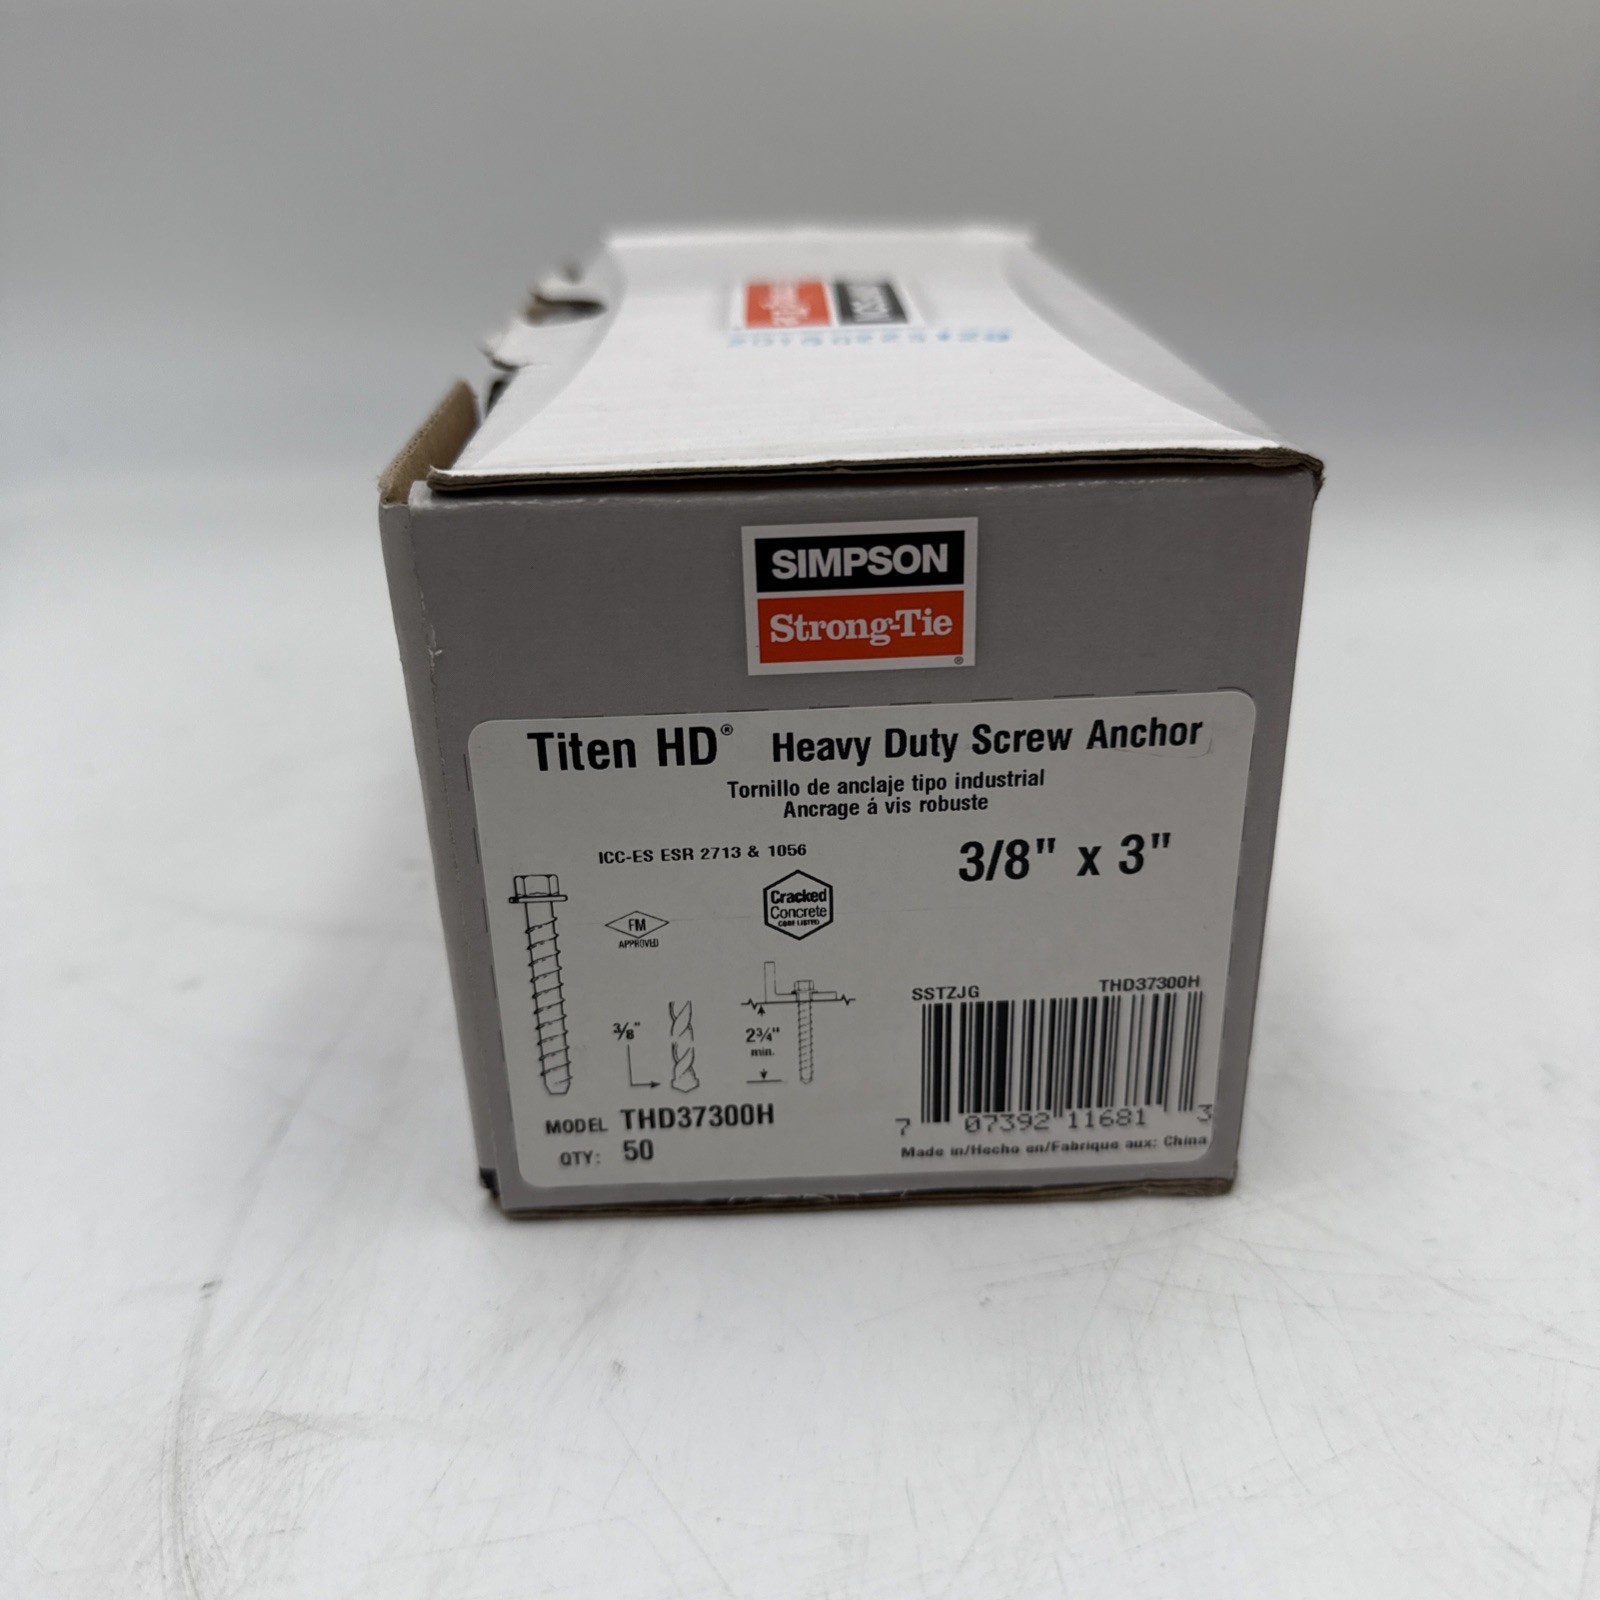 SIMPSON
Strong-Tie
®
Titen HD® Heavy Duty Screw Anchor
Tornillo de anclaje tipo industrial
Ancrage á vis robuste
ICC-ES ESR 2713 & 1056
3/8" x 3"
Cracked
Concrete
FM
APPROVED
3/8"
2¾"
min.
SSTZJG THD37300H
7 07392 11681 3
MODEL THD37300H
QTY: 50
Made in/Hecho en/Fabrique aux: China